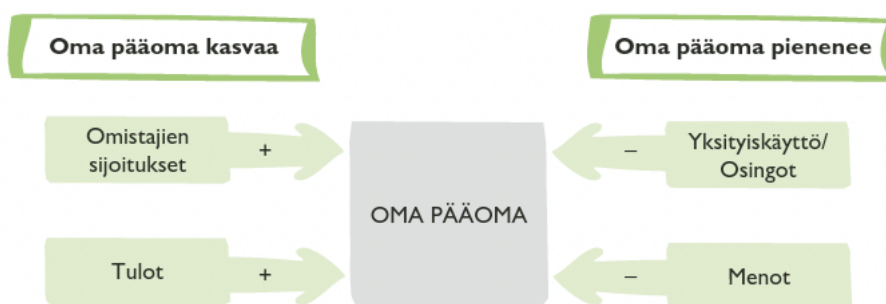 Oma pääoma kasvaa
Oma pääoma pienenee
Omistajien
sijoitukset
+
OMA PÄÄOMA
–
Yksityiskäyttö/
Osingot
Tulot
+
–
Menot